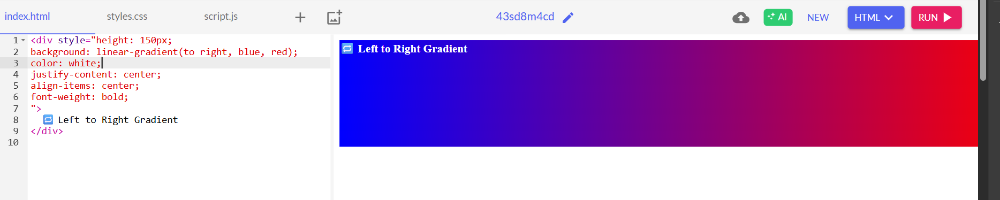 index.html
styles.css
script.js
43sd8m4cd
AI
NEW
HTML
RUN
1 <div style="height: 150px;
2 background: linear-gradient(to right, blue, red);
3 color: white;
4 justify-content: center;
5 align-items: center;
6 font-weight: bold;
7 ">
8 🔁 Left to Right Gradient
9 </div>
10
🔁 Left to Right Gradient